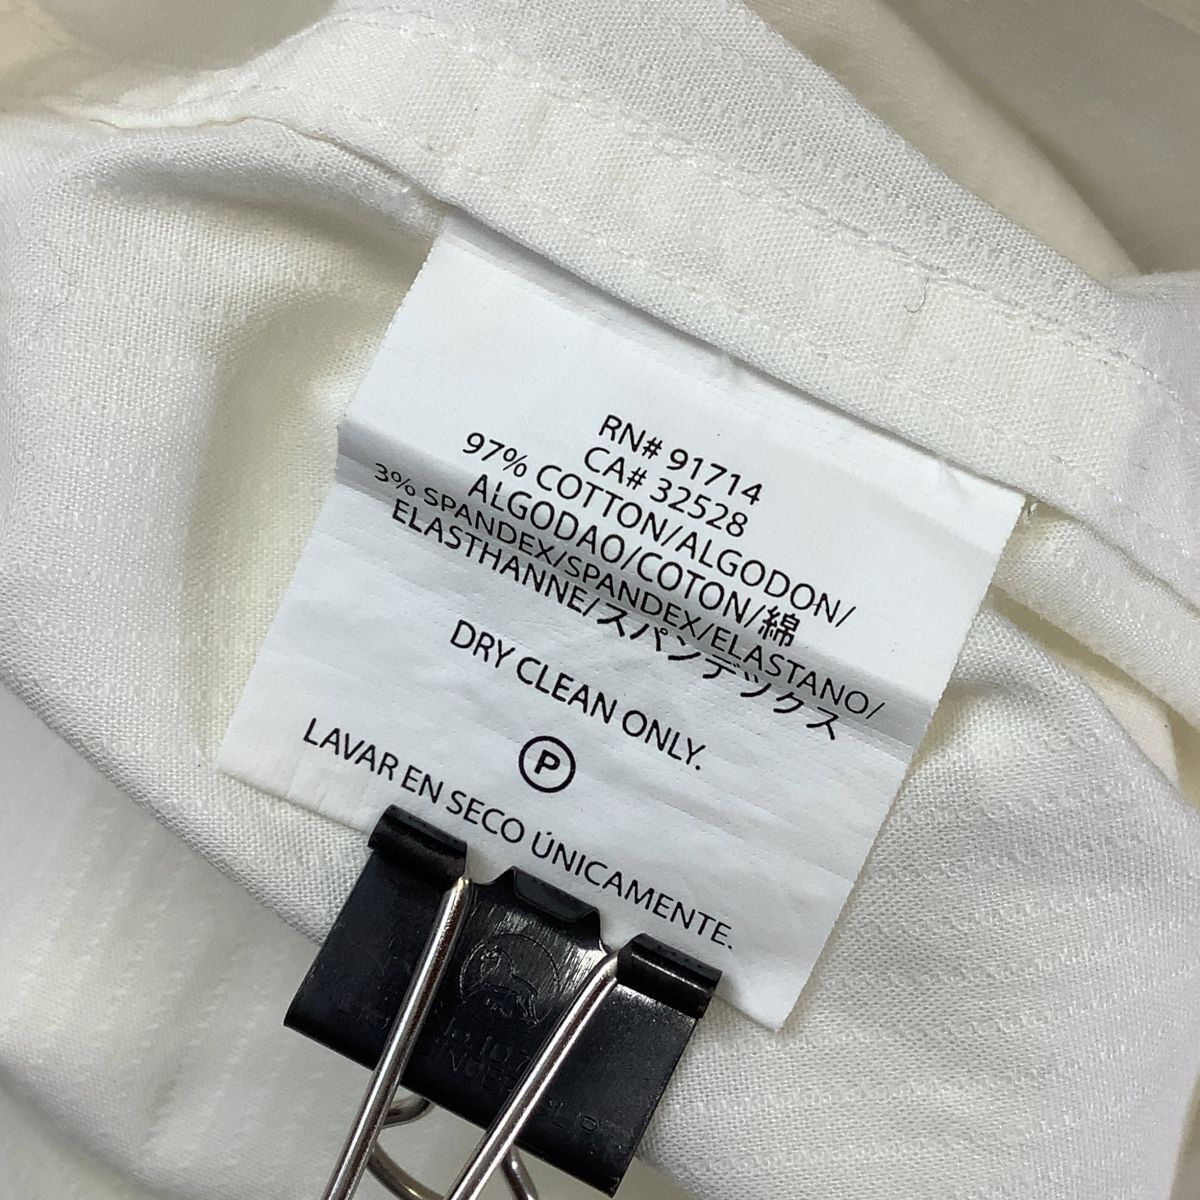 RN# 91714
CA# 32528
97% COTTON/ALGODON/
ALGODAO/COTON/綿
3% SPANDEX/SPANDEX/ELASTANO/
ELASTHANNE/スパンデックス
DRY CLEAN ONLY.
P
LAVAR EN SECO ÚNICAMENTE.